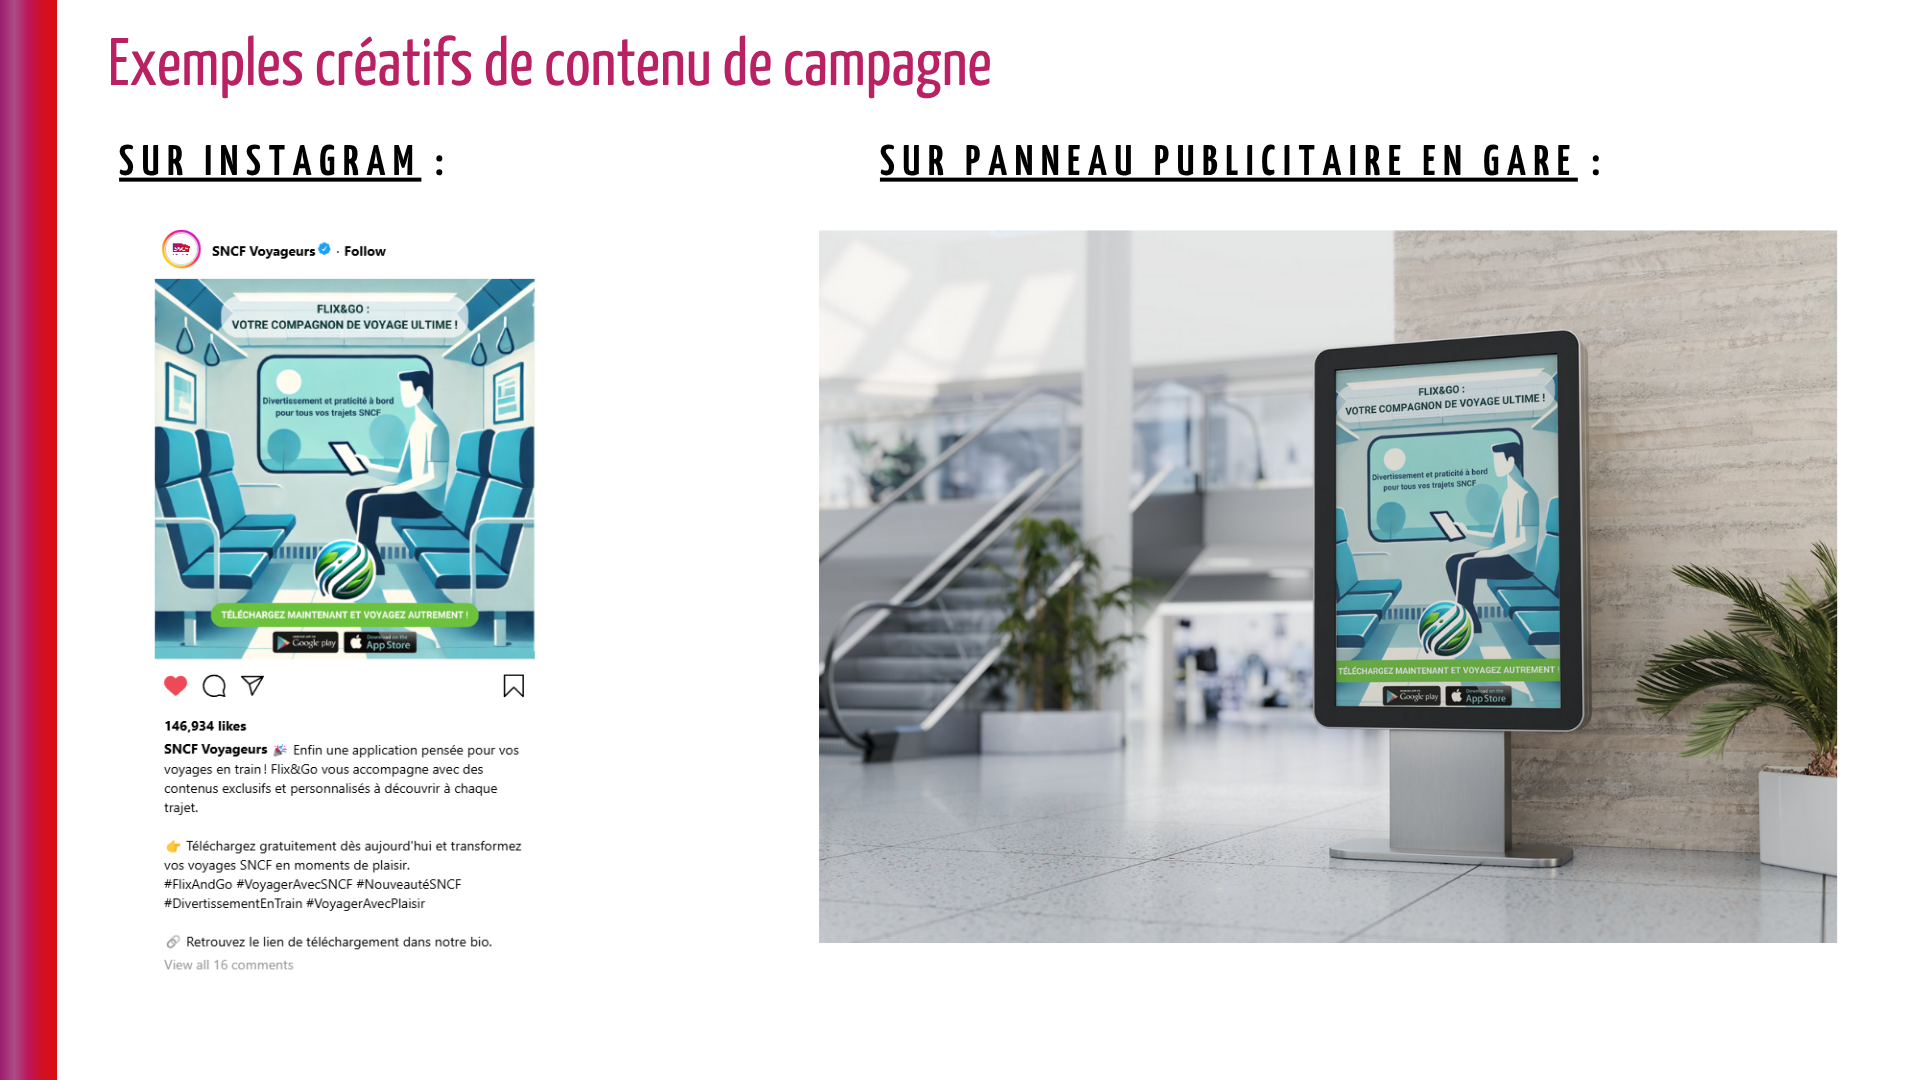 Exemples créatifs de contenu de campagne
SUR INSTAGRAM :
SNCF Voyageurs · Follow
FLIX&GO :
VOTRE COMPAGNON DE VOYAGE ULTIME !
Divertissement et praticité à bord
pour tous vos trajets SNCF
TÉLÉCHARGEZ MAINTENANT ET VOYAGEZ AUTREMENT !
Google play
Download on the
App Store
146,934 likes
SNCF Voyageurs 🎉 Enfin une application pensée pour vos
voyages en train ! Flix&Go vous accompagne avec des
contenus exclusifs et personnalisés à découvrir à chaque
trajet.
👉 Téléchargez gratuitement dès aujourd'hui et transformez
vos voyages SNCF en moments de plaisir.
#FlixAndGo #VoyagerAvecSNCF #NouveautéSNCF
#DivertissementEnTrain #VoyagerAvecPlaisir
🔗 Retrouvez le lien de téléchargement dans notre bio.
View all 16 comments
SUR PANNEAU PUBLICITAIRE EN GARE :
FLIX&GO :
VOTRE COMPAGNON DE VOYAGE ULTIME !
Divertissement et praticité à bord
pour tous vos trajets SNCF
TÉLÉCHARGEZ MAINTENANT ET VOYAGEZ AUTREMENT !
Google play
Download on the
App Store